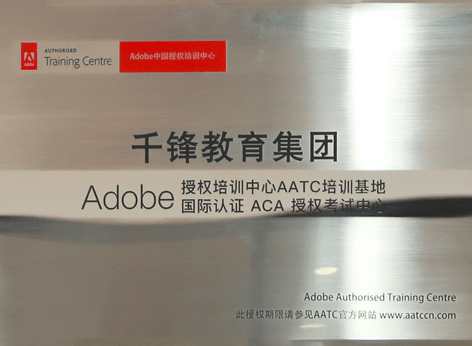 AUTHORISED
Training Centre
Adobe中国授权培训中心
Adobe
千锋教育集团
Adobe 授权培训中心AATC培训基地
国际认证 ACA 授权考试中心
Adobe Authorised Training Centre
此授权期限请参见AATC官方网站 www.aatccn.com